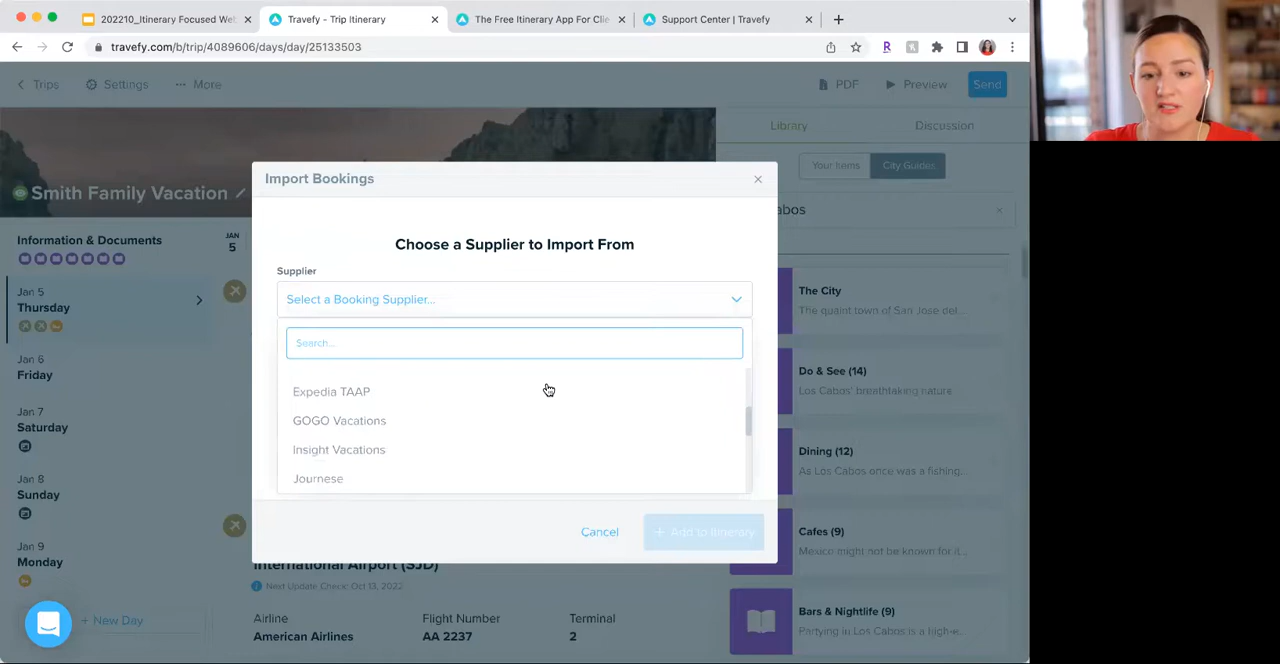 202210_Itinerary Focused Wel
Travefy - Trip Itinerary
The Free Itinerary App For Clie
Support Center | Travefy
travefy.com/b/trip/4089606/days/day/25133503
Trips
Settings
More
PDF
Preview
Send
Library
Discussion
Your Items
City Guides
Smith Family Vacation
abos
Information & Documents
JAN
5
Jan 5
Thursday
Jan 6
Friday
Jan 7
Saturday
Jan 8
Sunday
Jan 9
Monday
+ New Day
Import Bookings
Choose a Supplier to Import From
Supplier
Select a Booking Supplier...
Search...
Expedia TAAP
GOGO Vacations
Insight Vacations
Journese
Cancel
+ Add to Itinerary
International Airport (SJD)
Next Update Check: Oct 13, 2022
Airline
Flight Number
Terminal
American Airlines
AA 2237
2
The City
The quaint town of San Jose del...
Do & See (14)
Los Cabos' breathtaking nature
Dining (12)
As Los Cabos once was a fishing...
Cafes (9)
Mexico might not be known for it...
Bars & Nightlife (9)
Partying in Los Cabos is a high-e...